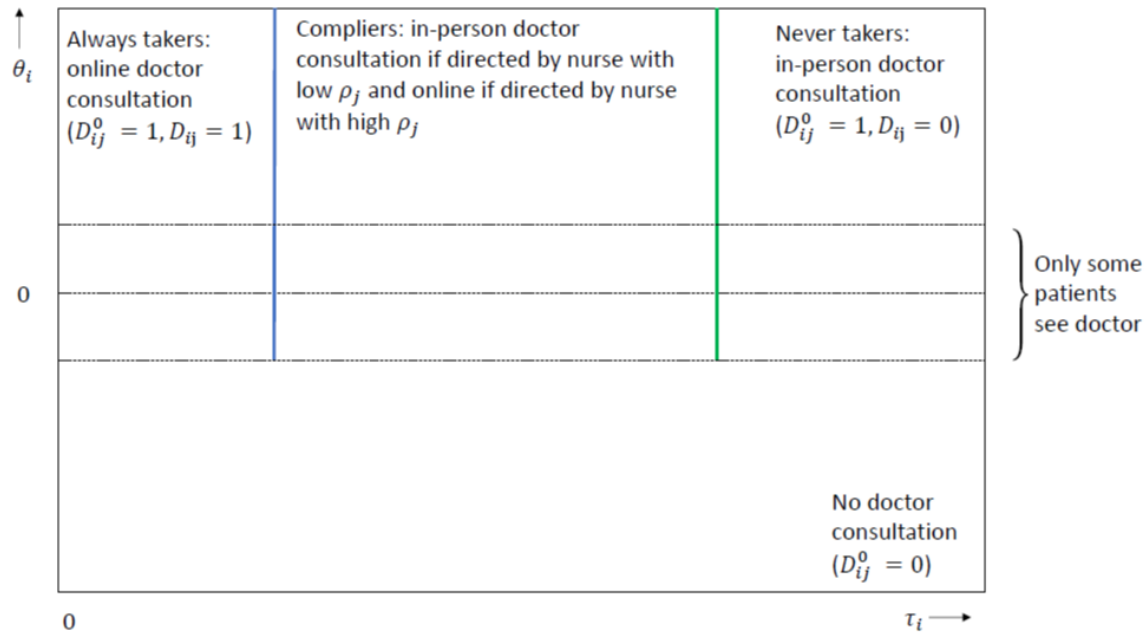 θᵢ
Always takers:
online doctor
consultation
(D⁰ᵢⱼ = 1, Dᵢⱼ = 1)
Compliers: in-person doctor
consultation if directed by nurse with
low ρⱼ and online if directed by nurse
with high ρⱼ
Never takers:
in-person doctor
consultation
(D⁰ᵢⱼ = 1, Dᵢⱼ = 0)
0
Only some
patients
see doctor
No doctor
consultation
(D⁰ᵢⱼ = 0)
0
τᵢ